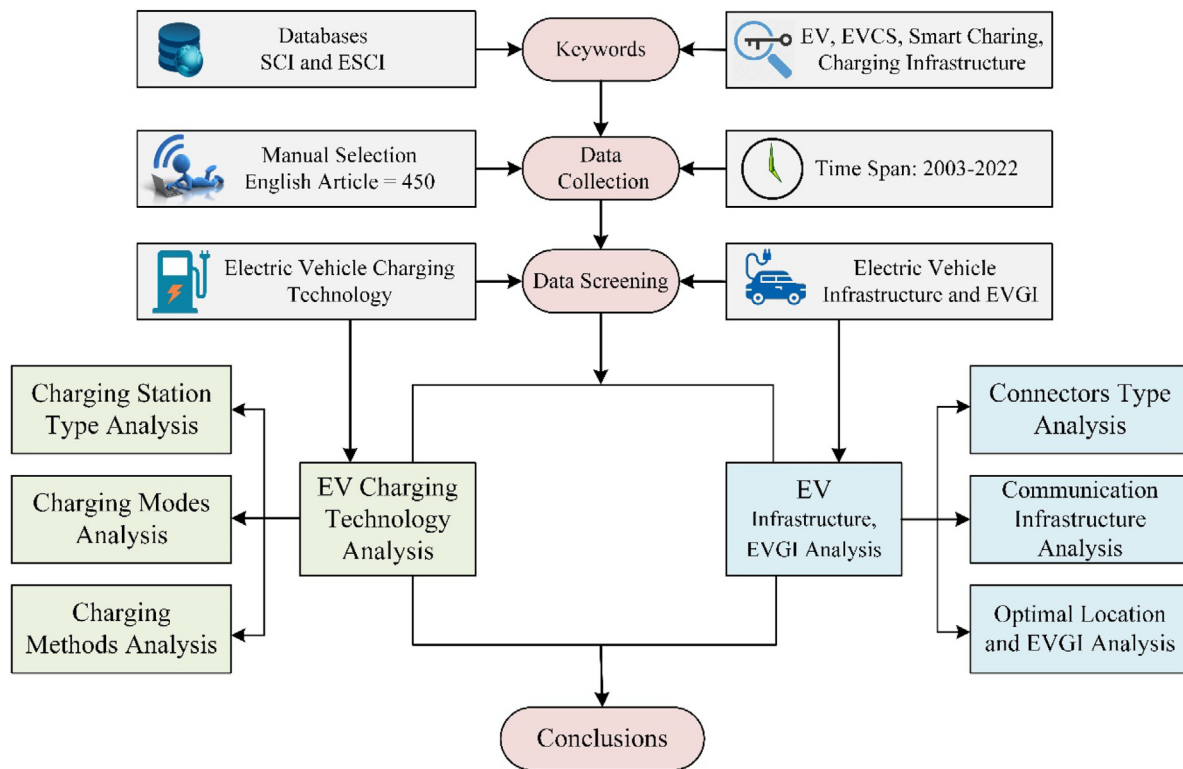 Databases
SCI and ESCI
Keywords
EV, EVCS, Smart Charing,
Charging Infrastructure
Manual Selection
English Article = 450
Data
Collection
Time Span: 2003-2022
Electric Vehicle Charging
Technology
Data Screening
Electric Vehicle
Infrastructure and EVGI
Charging Station
Type Analysis
Connectors Type
Analysis
EV Charging
Technology
Analysis
EV
Infrastructure,
EVGI Analysis
Charging Modes
Analysis
Communication
Infrastructure
Analysis
Charging
Methods Analysis
Optimal Location
and EVGI Analysis
Conclusions